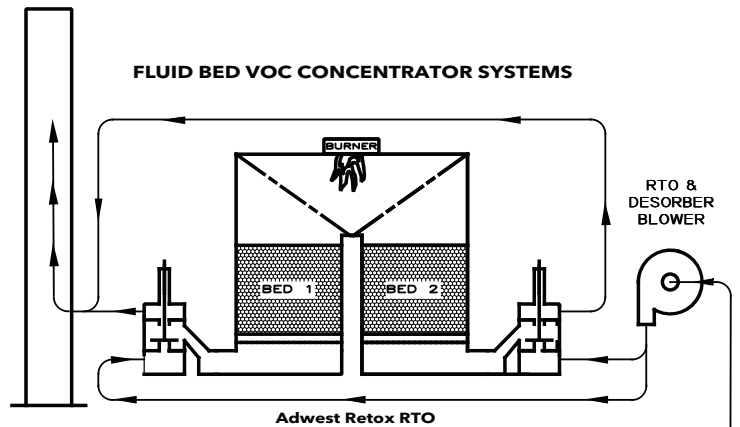 FLUID BED VOC CONCENTRATOR SYSTEMS
BURNER
RTO &
DESORBER
BLOWER
BED 1
BED 2
Adwest Retox RTO